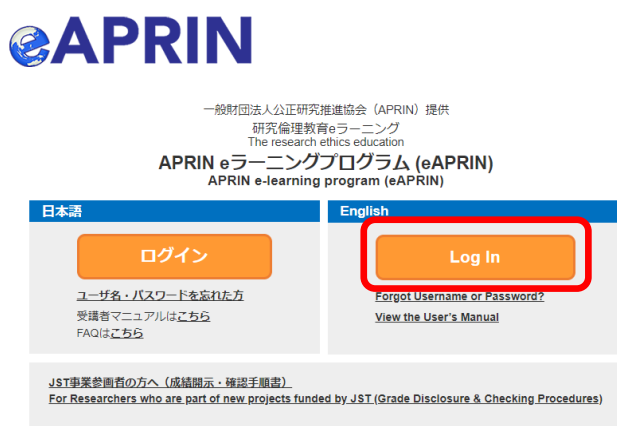 eAPRIN
一般財団法人公正研究推進協会（APRIN）提供
研究倫理教育eラーニング
The research ethics education
APRIN eラーニングプログラム (eAPRIN)
APRIN e-learning program (eAPRIN)
日本語
ログイン
ユーザ名・パスワードを忘れた方
受講者マニュアルはこちら
FAQはこちら
English
Log In
Forgot Username or Password?
View the User's Manual
JST事業参画者の方へ（成績開示・確認手順書）
For Researchers who are part of new projects funded by JST (Grade Disclosure & Checking Procedures)